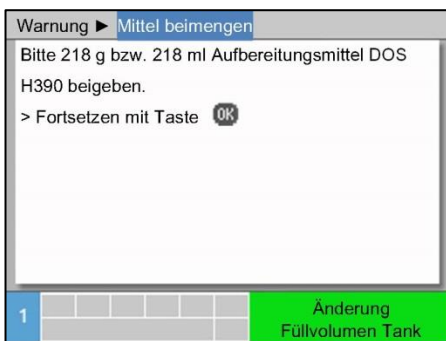 Warnung ► Mittel beimengen
Bitte 218 g bzw. 218 ml Aufbereitungsmittel DOS
H390 beigeben.
> Fortsetzen mit Taste OK
1
Änderung
Füllvolumen Tank